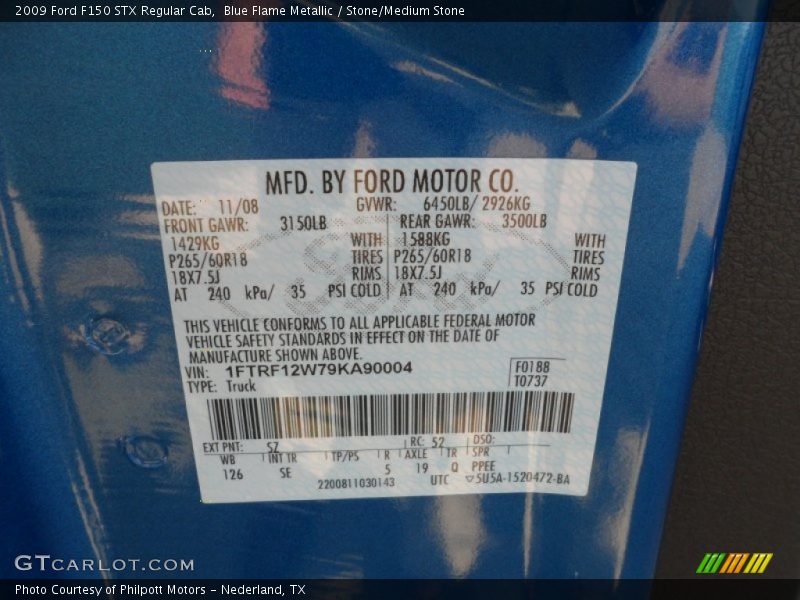 2009 Ford F150 STX Regular Cab,  Blue Flame Metallic / Stone/Medium Stone
MFD. BY FORD MOTOR CO.
DATE: 11/08 GVWR: 6450LB/ 2926KG
FRONT GAWR: 3150LB REAR GAWR: 3500LB
1429KG WITH 1588KG WITH
P265/60R18 TIRES P265/60R18 TIRES
18X7.5J RIMS 18X7.5J RIMS
AT 240 kPa/ 35 PSI COLD AT 240 kPa/ 35 PSI COLD
THIS VEHICLE CONFORMS TO ALL APPLICABLE FEDERAL MOTOR
VEHICLE SAFETY STANDARDS IN EFFECT ON THE DATE OF
MANUFACTURE SHOWN ABOVE.
VIN: 1FTRF12W79KA90004 F0188
TYPE: Truck T0737
EXT PNT: SZ RC: 52 DSO:
WB INT TR TP/PS R AXLE TR SPR
126 SE 5 19 Q PPEE
2200811030143 UTC ▽5U5A-1520472-BA
GTCARLOT.COM
Photo Courtesy of Philpott Motors - Nederland, TX